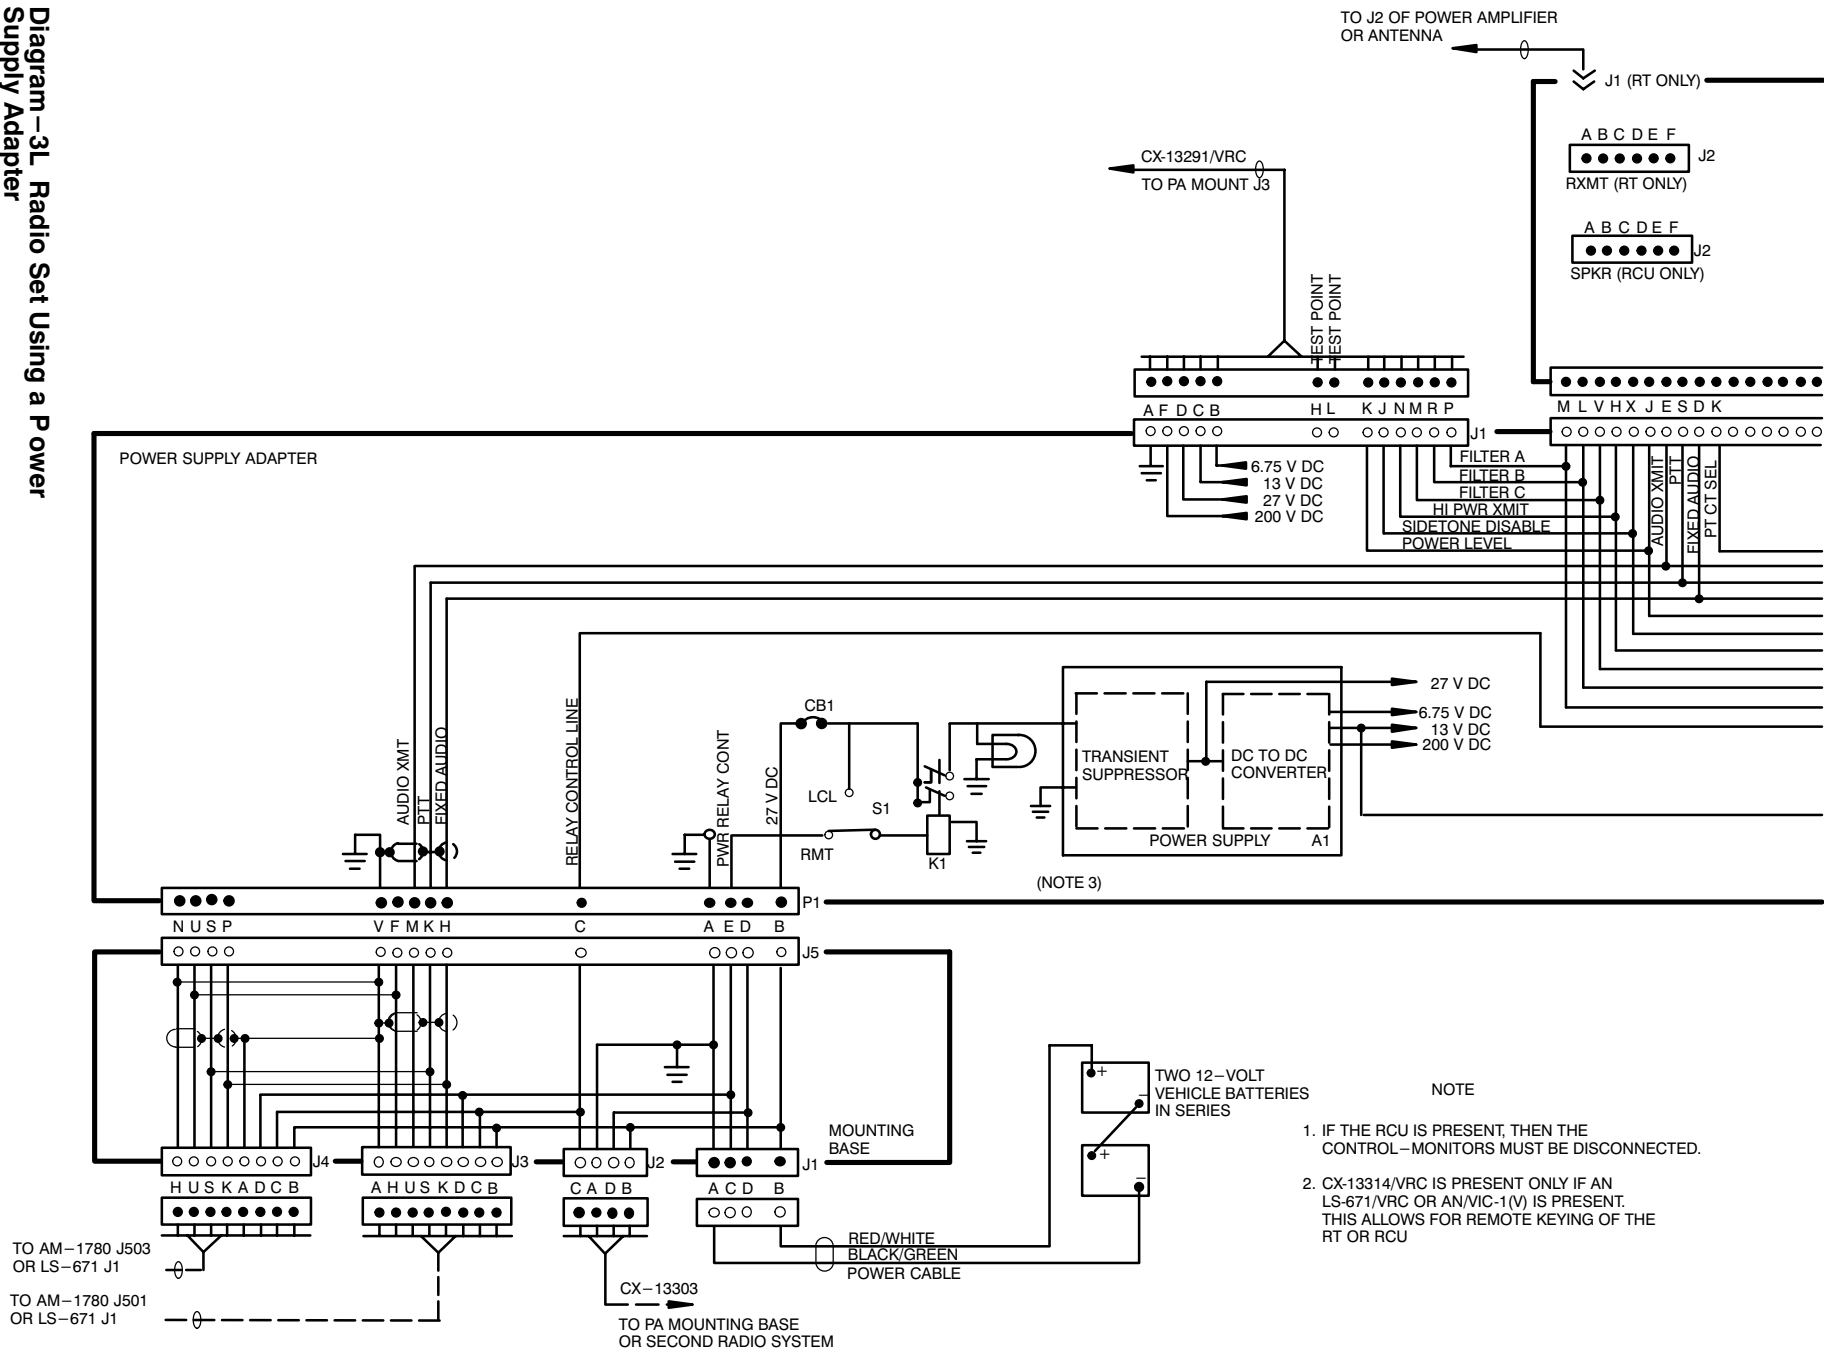 Diagram–3L Radio Set Using a Power
Supply Adapter
TO J2 OF POWER AMPLIFIER
OR ANTENNA
J1 (RT ONLY)
A B C D E F
J2
RXMT (RT ONLY)
A B C D E F
J2
SPKR (RCU ONLY)
CX-13291/VRC
TO PA MOUNT J3
TEST POINT
TEST POINT
A F D C B H L K J N M R P
J1
M L V H X J E S D K
POWER SUPPLY ADAPTER
6.75 V DC
13 V DC
27 V DC
200 V DC
FILTER A
FILTER B
FILTER C
HI PWR XMIT
SIDETONE DISABLE
POWER LEVEL
AUDIO XMIT
PTT
FIXED AUDIO
PT CT SEL
AUDIO XMT
PTT
FIXED AUDIO
RELAY CONTROL LINE
PWR RELAY CONT
27 V DC
CB1
LCL
S1
RMT
K1
TRANSIENT
SUPPRESSOR
DC TO DC
CONVERTER
POWER SUPPLY A1
27 V DC
6.75 V DC
13 V DC
200 V DC
(NOTE 3)
P1
N U S P V F M K H C A E D B
J5
MOUNTING
BASE
J4 J3 J2 J1
H U S K A D C B A H U S K D C B C A D B A C D B
TWO 12–VOLT
VEHICLE BATTERIES
IN SERIES
+
–
+
–
RED/WHITE
BLACK/GREEN
POWER CABLE
TO AM–1780 J503
OR LS–671 J1
TO AM–1780 J501
OR LS–671 J1
CX–13303
TO PA MOUNTING BASE
OR SECOND RADIO SYSTEM
NOTE
1. IF THE RCU IS PRESENT, THEN THE
CONTROL–MONITORS MUST BE DISCONNECTED.
2. CX-13314/VRC IS PRESENT ONLY IF AN
LS-671/VRC OR AN/VIC-1(V) IS PRESENT.
THIS ALLOWS FOR REMOTE KEYING OF THE
RT OR RCU